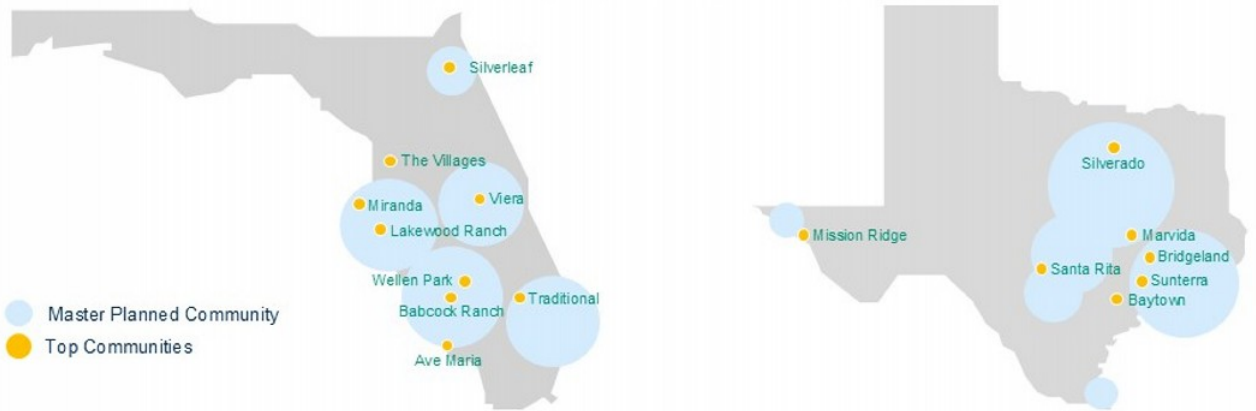 Silverleaf
The Villages
Miranda
Viera
Lakewood Ranch
Wellen Park
Babcock Ranch
Traditional
Ave Maria
Master Planned Community
Top Communities
Silverado
Mission Ridge
Marvida
Bridgeland
Santa Rita
Sunterra
Baytown